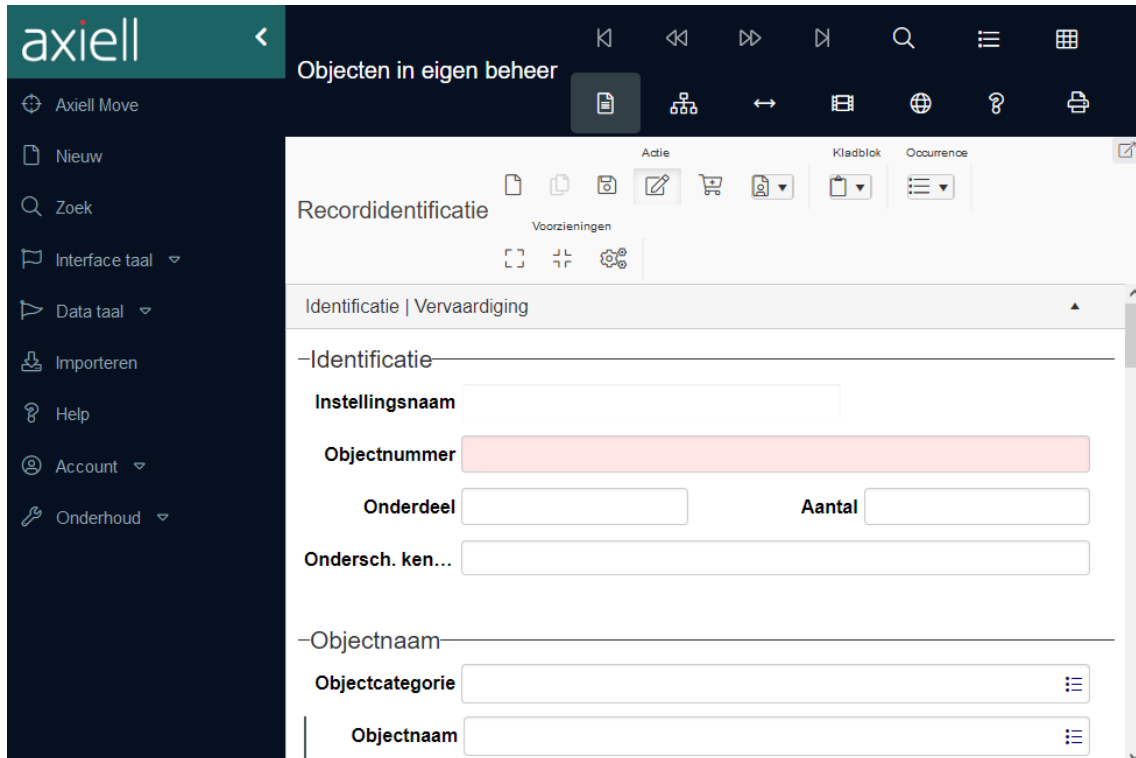 axiell
Axiell Move
Nieuw
Zoek
Interface taal
Data taal
Importeren
Help
Account
Onderhoud
Objecten in eigen beheer
Actie
Kladblok
Occurrence
Recordidentificatie
Voorzieningen
Identificatie | Vervaardiging
Identificatie
Instellingsnaam
Objectnummer
Onderdeel Aantal
Ondersch. ken...
Objectnaam
Objectcategorie
Objectnaam